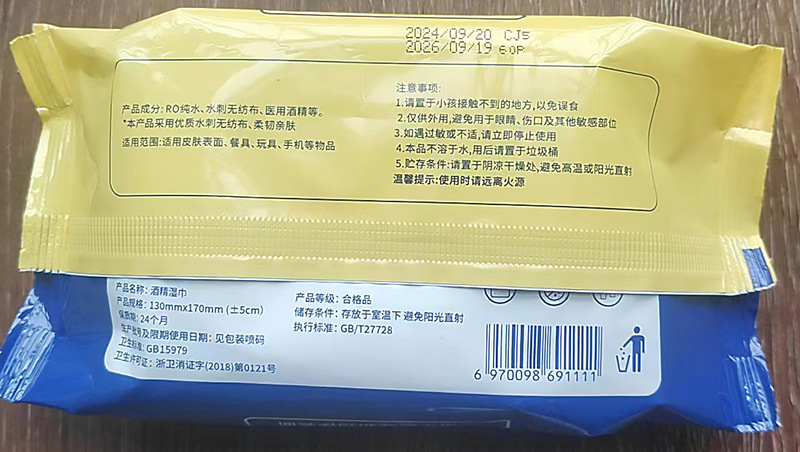 2024/09/20 CJ5
2026/09/19 60P
产品成分: RO纯水、水刺无纺布、医用酒精等。
*本产品采用优质水刺无纺布、柔韧亲肤
适用范围:适用皮肤表面、餐具、玩具、手机等物品
注意事项:
1.请置于小孩接触不到的地方,以免误食
2.仅供外用,避免用于眼睛、伤口及其他敏感部位
3.如遇过敏或不适,请立即停止使用
4.本品不溶于水,用后请置于垃圾桶
5.贮存条件:请置于阴凉干燥处,避免高温或阳光直射
温馨提示:使用时请远离火源
产品名称: 酒精湿巾
产品规格: 130mmx170mm (±5cm)
保质期: 24个月
生产批号及限期使用日期: 见包装喷码
卫生标准: GB15979
卫生许可证: 浙卫消证字(2018)第0121号
产品等级: 合格品
储存条件: 存放于室温下 避免阳光直射
执行标准: GB/T27728
6 970098 691111